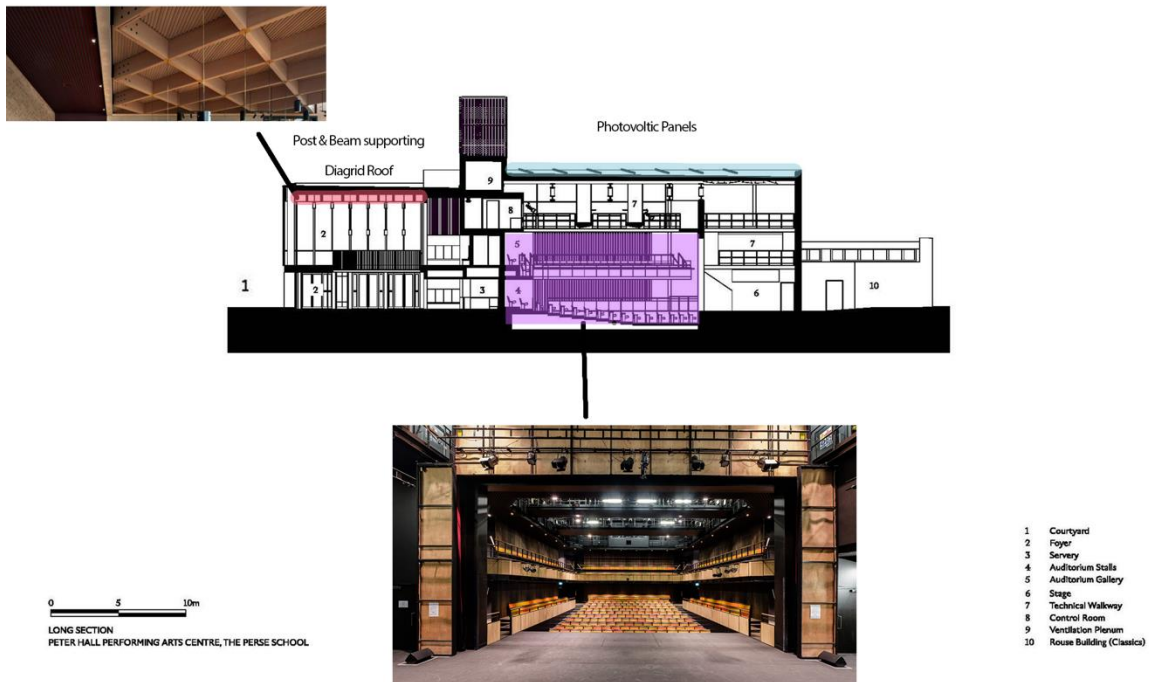 Post & Beam supporting
Diagrid Roof
Photovoltic Panels
9
8
7
2
5
7
1
2
3
4
6
10
0 5 10m
LONG SECTION
PETER HALL PERFORMING ARTS CENTRE, THE PERSE SCHOOL
1 Courtyard
2 Foyer
3 Servery
4 Auditorium Stalls
5 Auditorium Gallery
6 Stage
7 Technical Walkway
8 Control Room
9 Ventilation Plenum
10 Rouse Building (Classics)